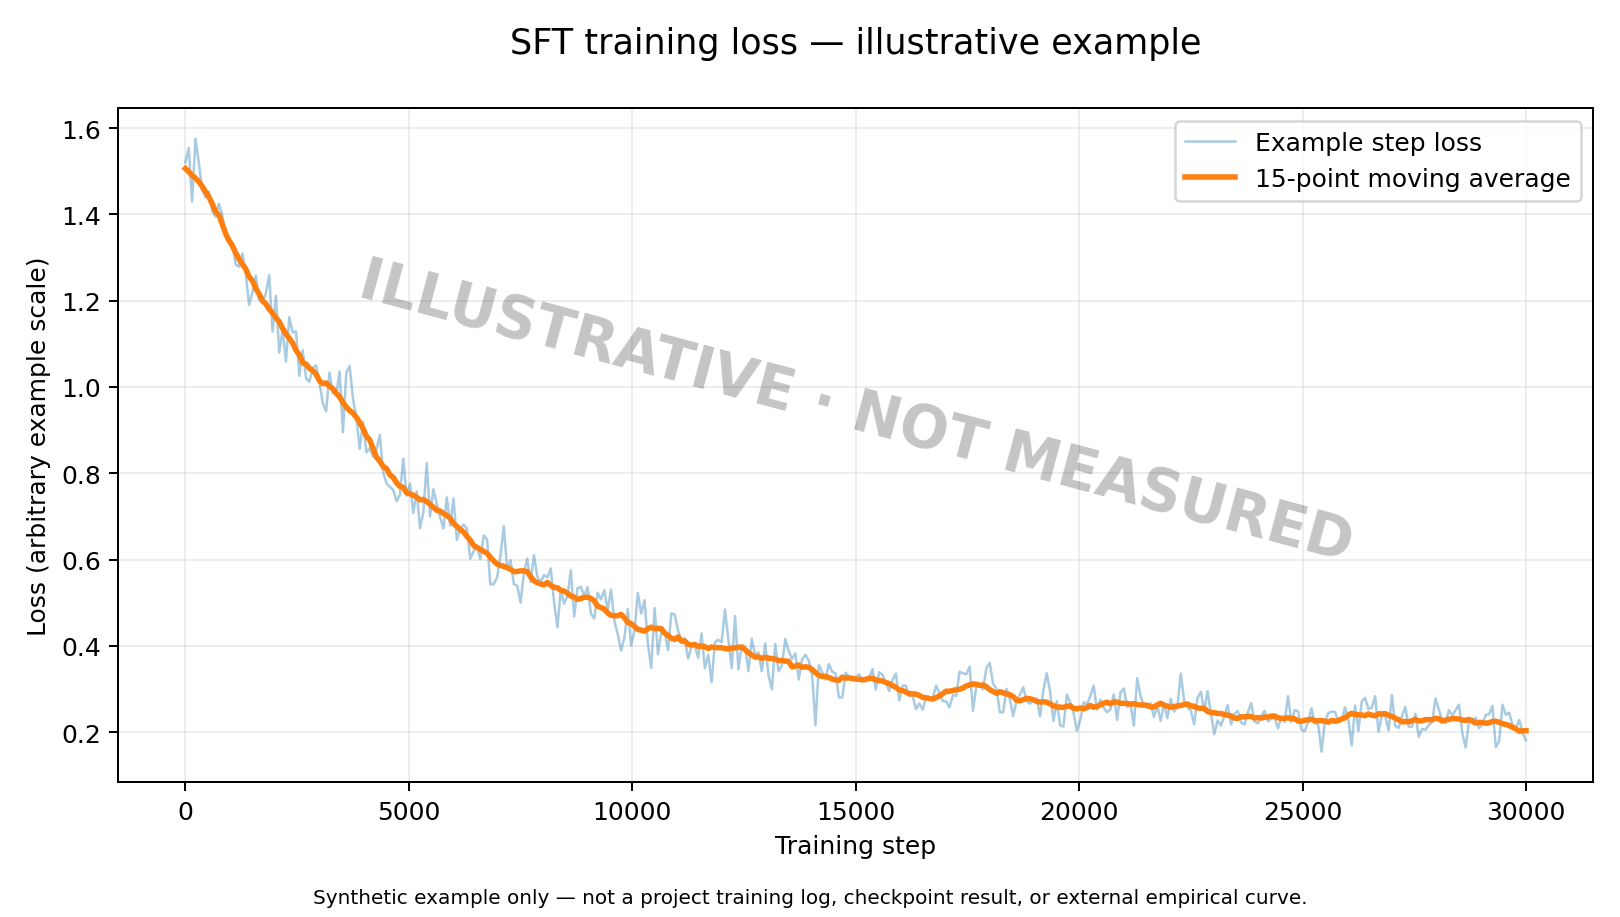 SFT training loss — illustrative example
Example step loss
15-point moving average
ILLUSTRATIVE · NOT MEASURED
Loss (arbitrary example scale)
1.6
1.4
1.2
1.0
0.8
0.6
0.4
0.2
0 5000 10000 15000 20000 25000 30000
Training step
Synthetic example only — not a project training log, checkpoint result, or external empirical curve.